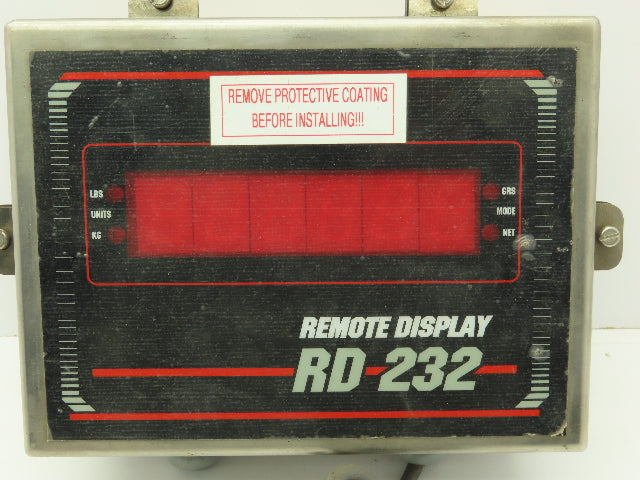 REMOVE PROTECTIVE COATING
BEFORE INSTALLING!!!
LBS
UNITS
KG
GRS
MODE
NET
REMOTE DISPLAY
RD-232